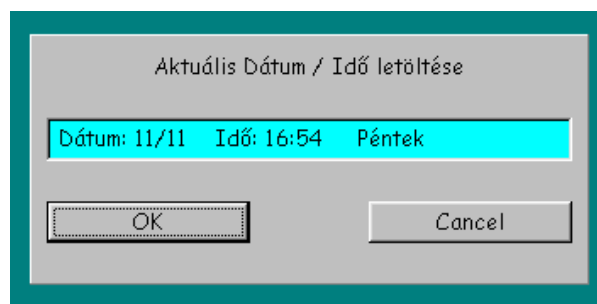 Aktuális Dátum / Idő letöltése
Dátum: 11/11 Idő: 16:54 Péntek
OK Cancel